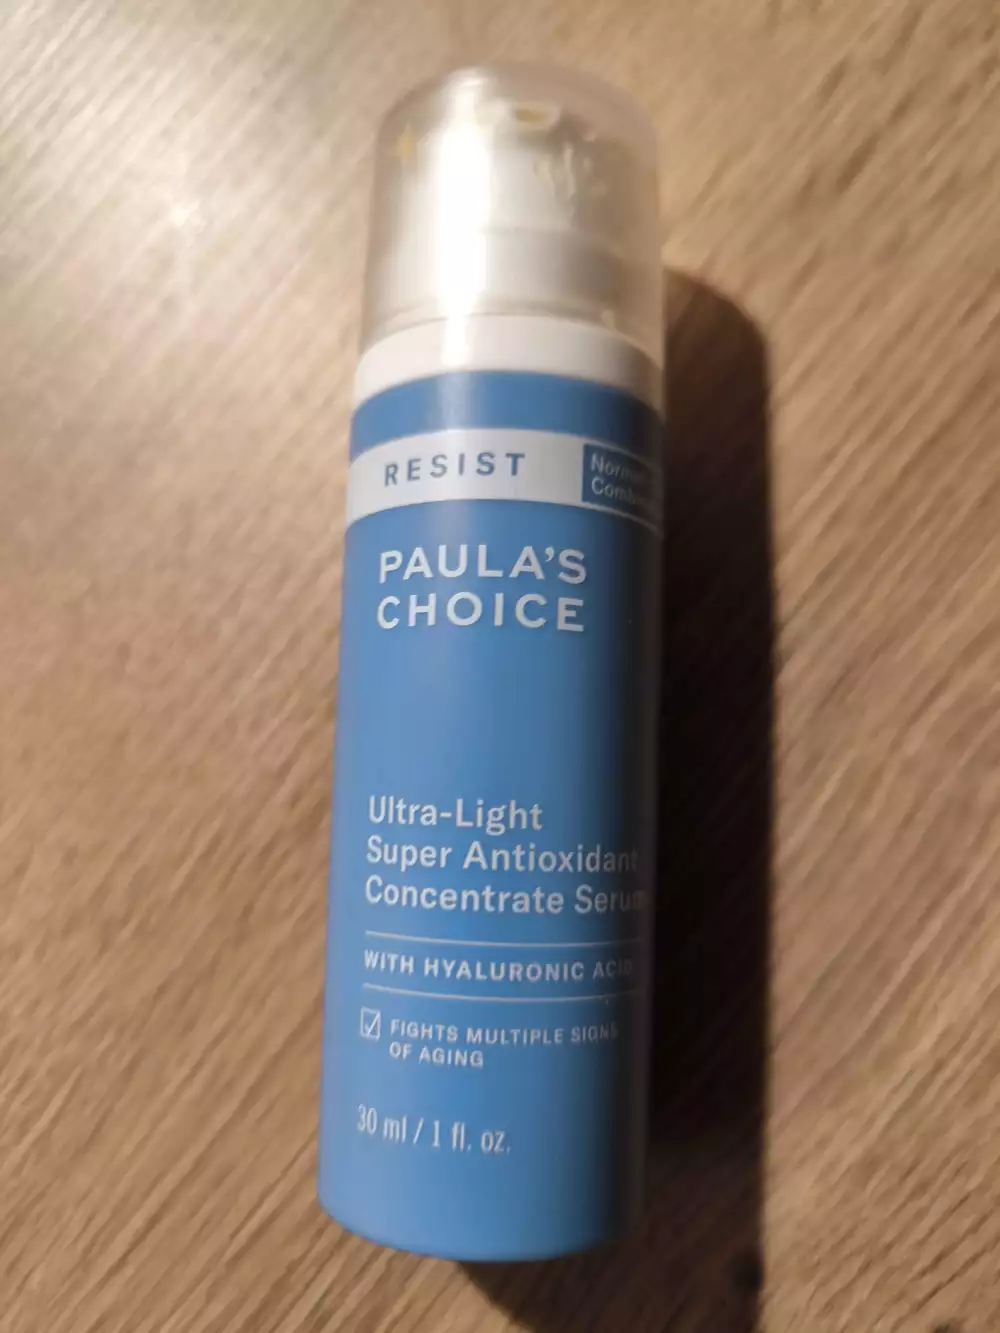 RESIST
PAULA'S
CHOICE
Ultra-Light
Super Antioxidant
Concentrate Serum
WITH HYALURONIC ACID
FIGHTS MULTIPLE SIGNS
OF AGING
30 ml / 1 fl. oz.